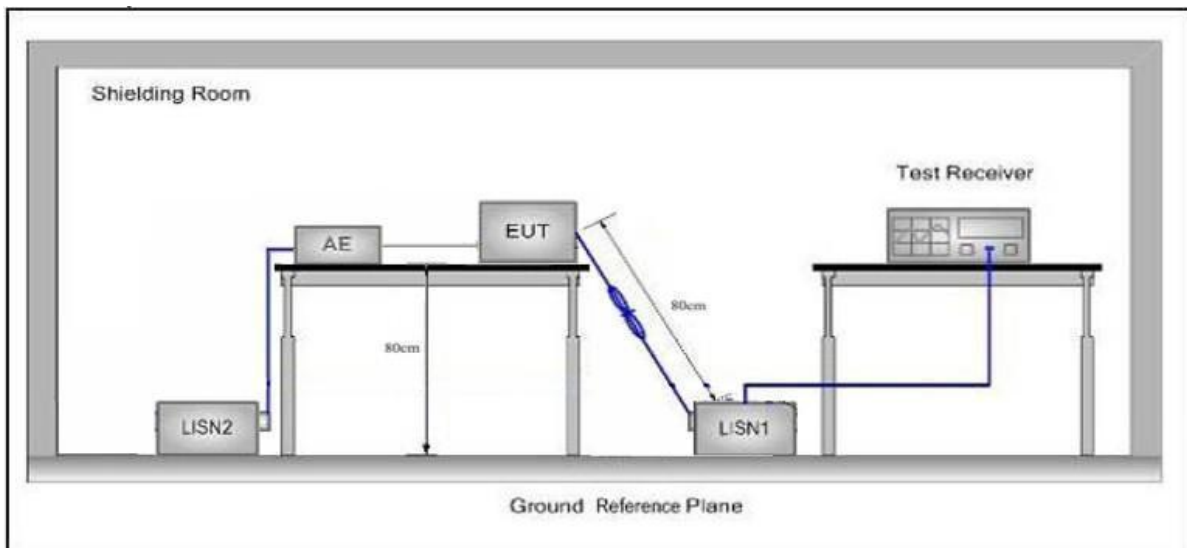 Shielding Room
Test Receiver
AE
EUT
80cm
80cm
LISN2
LISN1
Ground Reference Plane